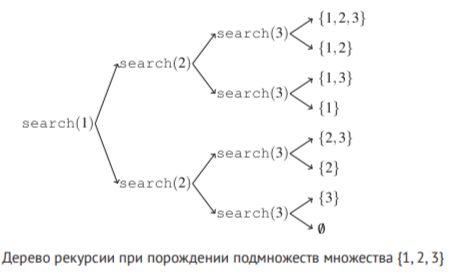 {1,2,3}
search(3)
{1,2}
search(2)
{1,3}
search(3)
{1}
search(1)
{2,3}
search(3)
{2}
search(2)
{3}
search(3)
∅
Дерево рекурсии при порождении подмножеств множества {1, 2, 3}